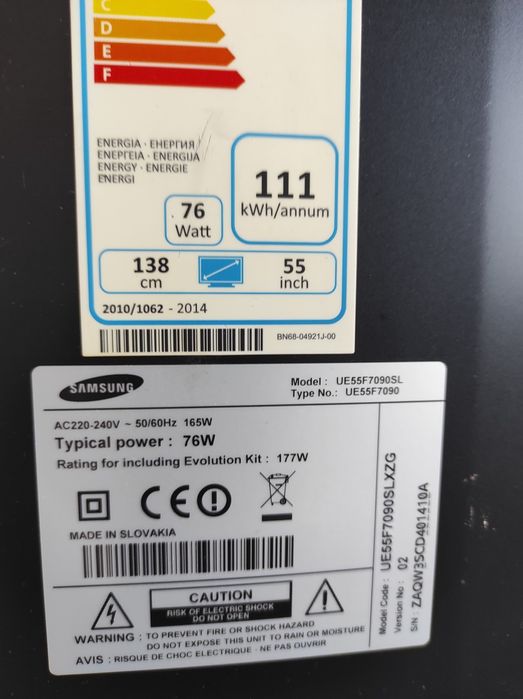 C
D
E
F
ENERGIA · ЕНЕРГИЯ
ΕΝΕΡΓΕΙΑ · ENERGIJA
ENERGY · ENERGIE
ENERGI
111
kWh/annum
76
Watt
138
cm
55
inch
2010/1062 - 2014
BN68-04921J-00
SAMSUNG
Model : UE55F7090SL
Type No.: UE55F7090
AC220-240V ~ 50/60Hz 165W
Typical power : 76W
Rating for including Evolution Kit : 177W
CE
MADE IN SLOVAKIA
CAUTION
RISK OF ELECTRIC SHOCK
DO NOT OPEN
WARNING : TO PREVENT FIRE OR SHOCK HAZARD
DO NOT EXPOSE THIS UNIT TO RAIN OR MOISTURE
AVIS : RISQUE DE CHOC ELECTRIQUE · NE PAS OUVRIR
Model Code : UE55F7090SLXZG
Version No : 02
S/N : ZAQW3SCD401410A